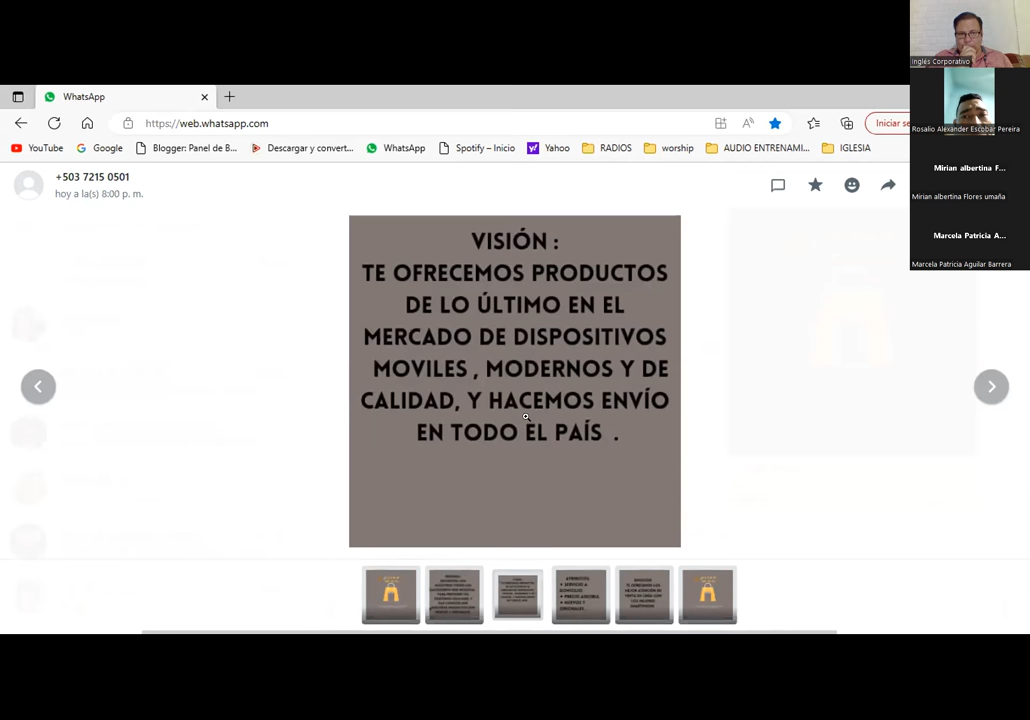 WhatsApp
https://web.whatsapp.com
Iniciar se
YouTube
Google
Blogger: Panel de B...
Descargar y convert...
WhatsApp
Spotify – Inicio
Yahoo
RADIOS
worship
AUDIO ENTRENAMI...
IGLESIA
+503 7215 0501
hoy a la(s) 8:00 p. m.
VISIÓN :
TE OFRECEMOS PRODUCTOS
DE LO ÚLTIMO EN EL
MERCADO DE DISPOSITIVOS
MOVILES , MODERNOS Y DE
CALIDAD, Y HACEMOS ENVÍO
EN TODO EL PAÍS .
ATRIBUTOS:
Inglés Corporativo
Rosalio Alexander Escobar Pereira
Mirian albertina F...
Mirian albertina Flores umaña
Marcela Patricia A...
Marcela Patricia Aguilar Barrera